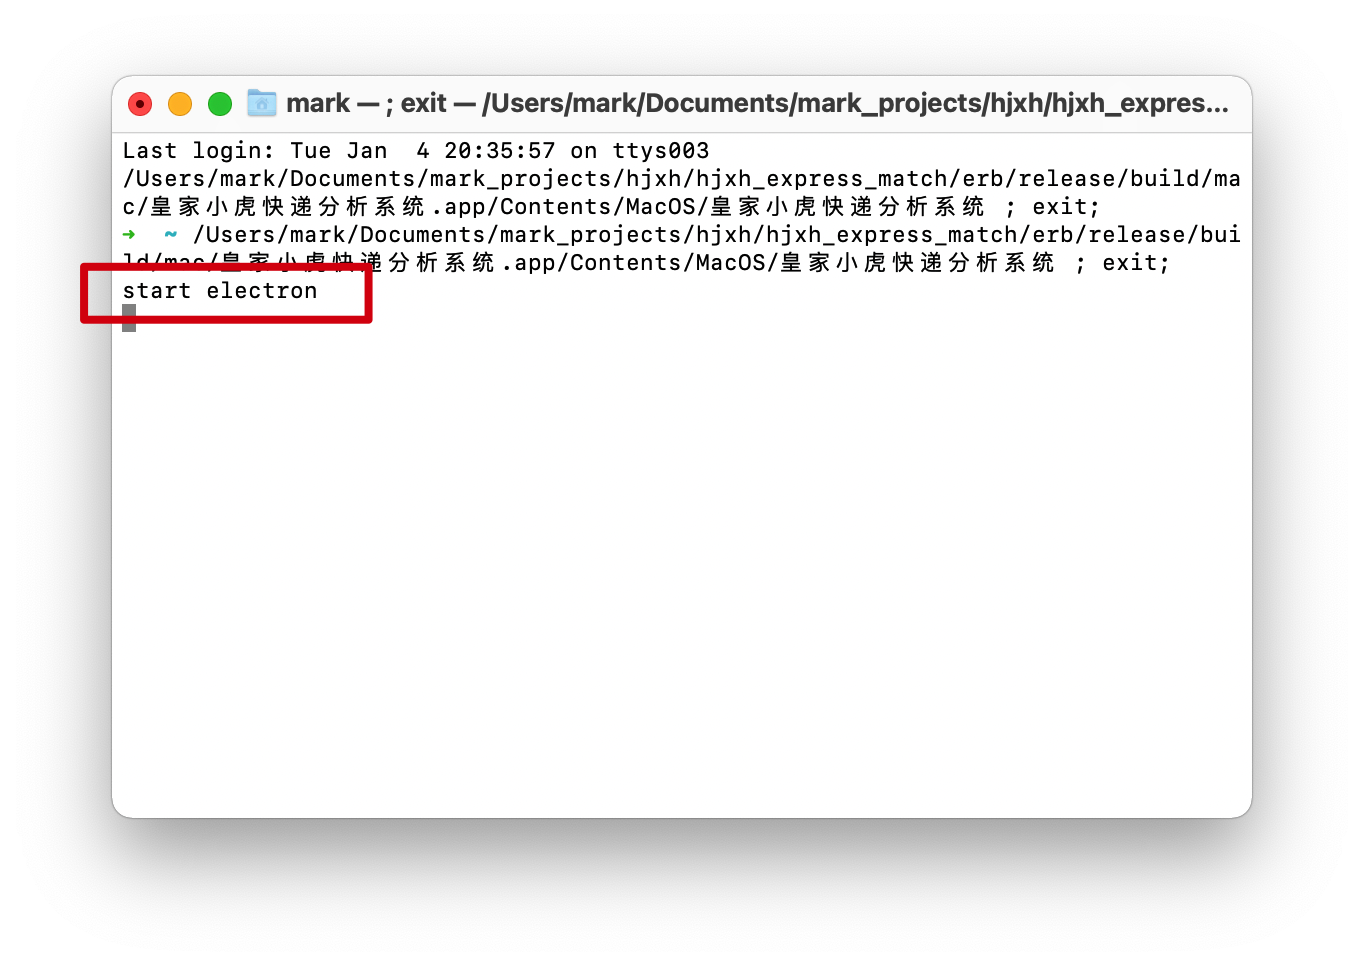 mark — ; exit — /Users/mark/Documents/mark_projects/hjxh/hjxh_expres...
Last login: Tue Jan  4 20:35:57 on ttys003
/Users/mark/Documents/mark_projects/hjxh/hjxh_express_match/erb/release/build/ma
c/皇家小虎快递分析系统.app/Contents/MacOS/皇家小虎快递分析系统 ; exit;
➜  ~ /Users/mark/Documents/mark_projects/hjxh/hjxh_express_match/erb/release/bui
ld/mac/皇家小虎快递分析系统.app/Contents/MacOS/皇家小虎快递分析系统 ; exit;
start electron